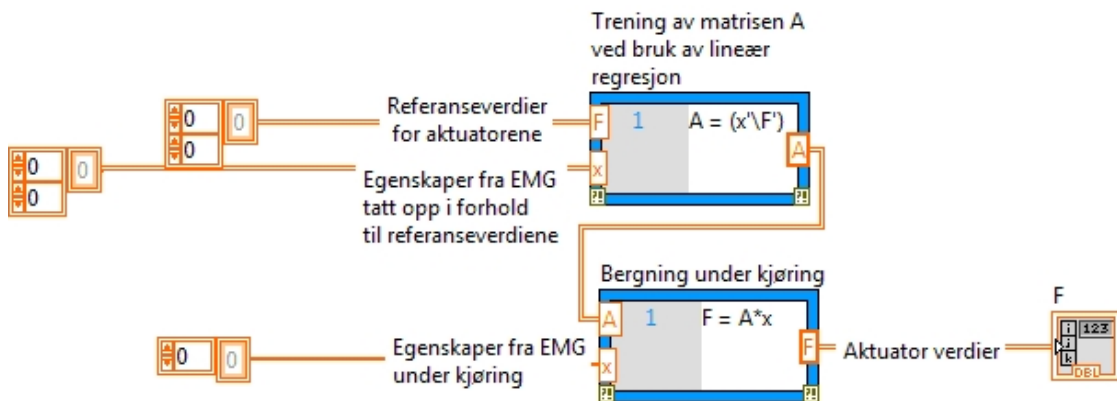 Trening av matrisen A
ved bruk av lineær
regresjon
0
0
0
Referanseverdier
for aktuatorene
F
1
A = (x'\F')
A
0
0
0
x
Egenskaper fra EMG
tatt opp i forhold
til referanseverdiene
?!
?!
Bergning under kjøring
A
1
F = A*x
F
0
0
Egenskaper fra EMG
under kjøring
x
?!
?!
Aktuator verdier
F
i
j
k
123
DBL